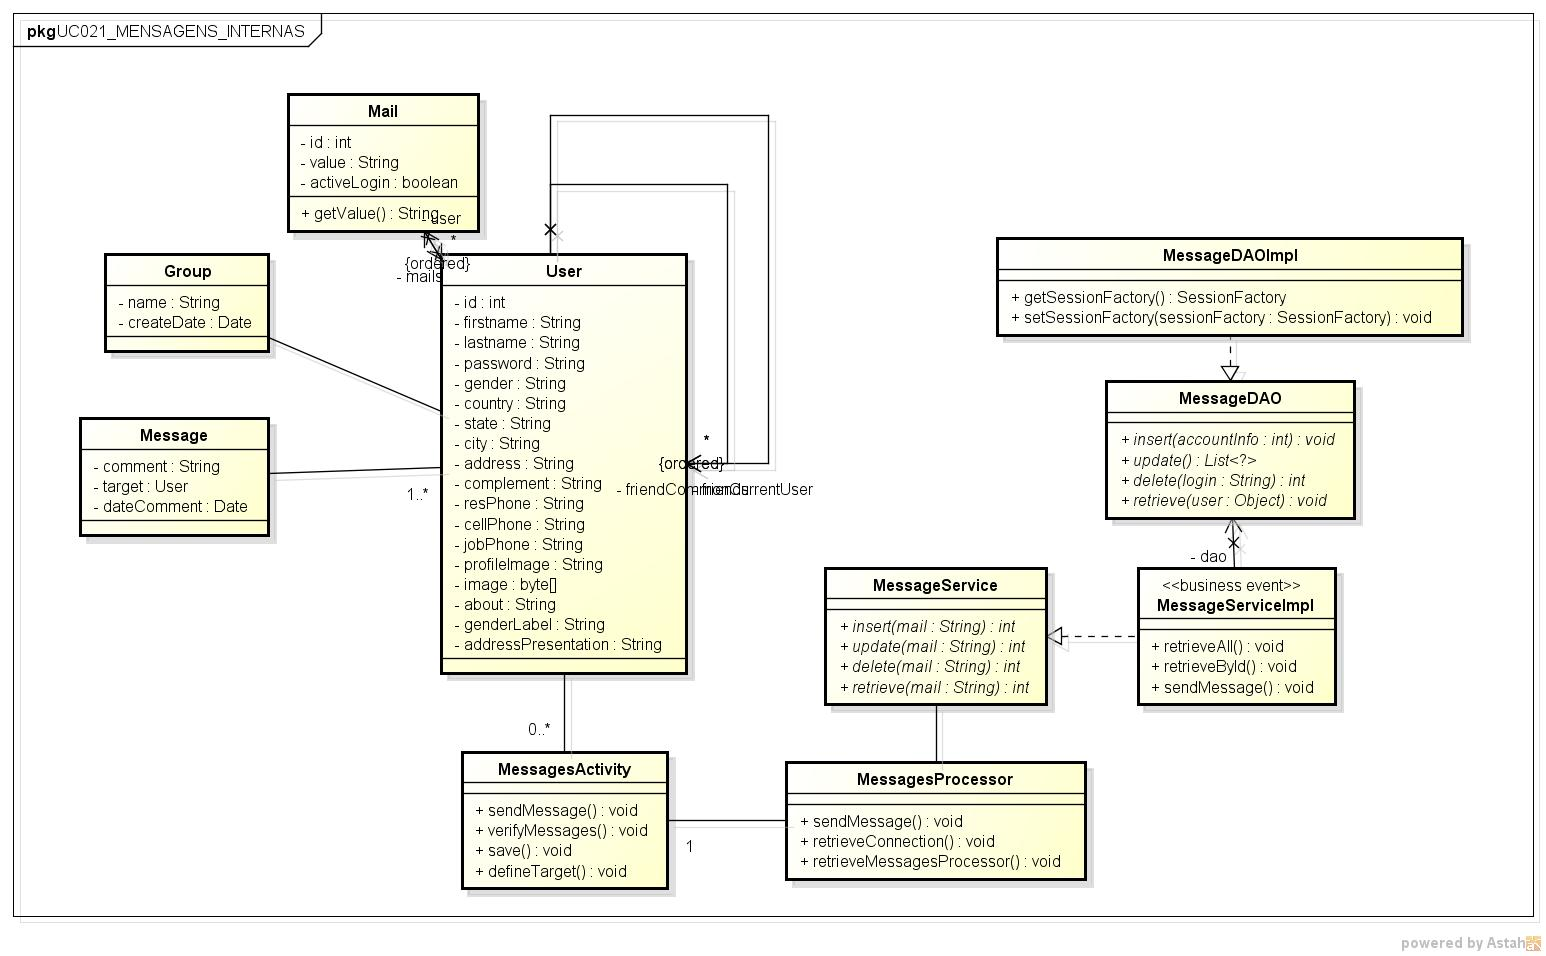 pkg UC021_MENSAGENS_INTERNAS
Mail
- id : int
- value : String
- activeLogin : boolean
+ getValue() : String
- user
*
{ordered}
- mails
Group
- name : String
- createDate : Date
Message
- comment : String
- target : User
- dateComment : Date
1..*
User
- id : int
- firstname : String
- lastname : String
- password : String
- gender : String
- country : String
- state : String
- city : String
- address : String
- complement : String
- resPhone : String
- cellPhone : String
- jobPhone : String
- profileImage : String
- image : byte[]
- about : String
- genderLabel : String
- addressPresentation : String
*
{ordered}
- friendCommons
- friendCurrentUser
0..*
MessagesActivity
+ sendMessage() : void
+ verifyMessages() : void
+ save() : void
+ defineTarget() : void
1
MessagesProcessor
+ sendMessage() : void
+ retrieveConnection() : void
+ retrieveMessagesProcessor() : void
MessageService
+ insert(mail : String) : int
+ update(mail : String) : int
+ delete(mail : String) : int
+ retrieve(mail : String) : int
<<business event>>
MessageServiceImpl
+ retrieveAll() : void
+ retrieveById() : void
+ sendMessage() : void
- dao
MessageDAO
+ insert(accountInfo : int) : void
+ update() : List<?>
+ delete(login : String) : int
+ retrieve(user : Object) : void
MessageDAOImpl
+ getSessionFactory() : SessionFactory
+ setSessionFactory(sessionFactory : SessionFactory) : void
powered by Astah